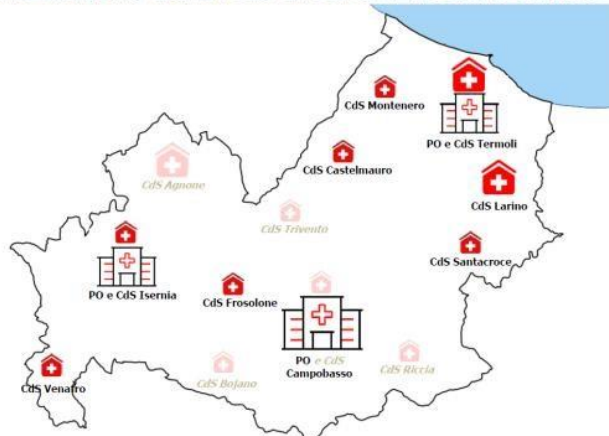 CdS Montenero
PO e CdS Termoli
CdS Castelmauro
CdS Agnone
CdS Larino
CdS Trivento
CdS Santacroce
PO e CdS Isernia
CdS Frosolone
PO e CdS
Campobasso
CdS Riccia
CdS Bojano
CdS Venafro